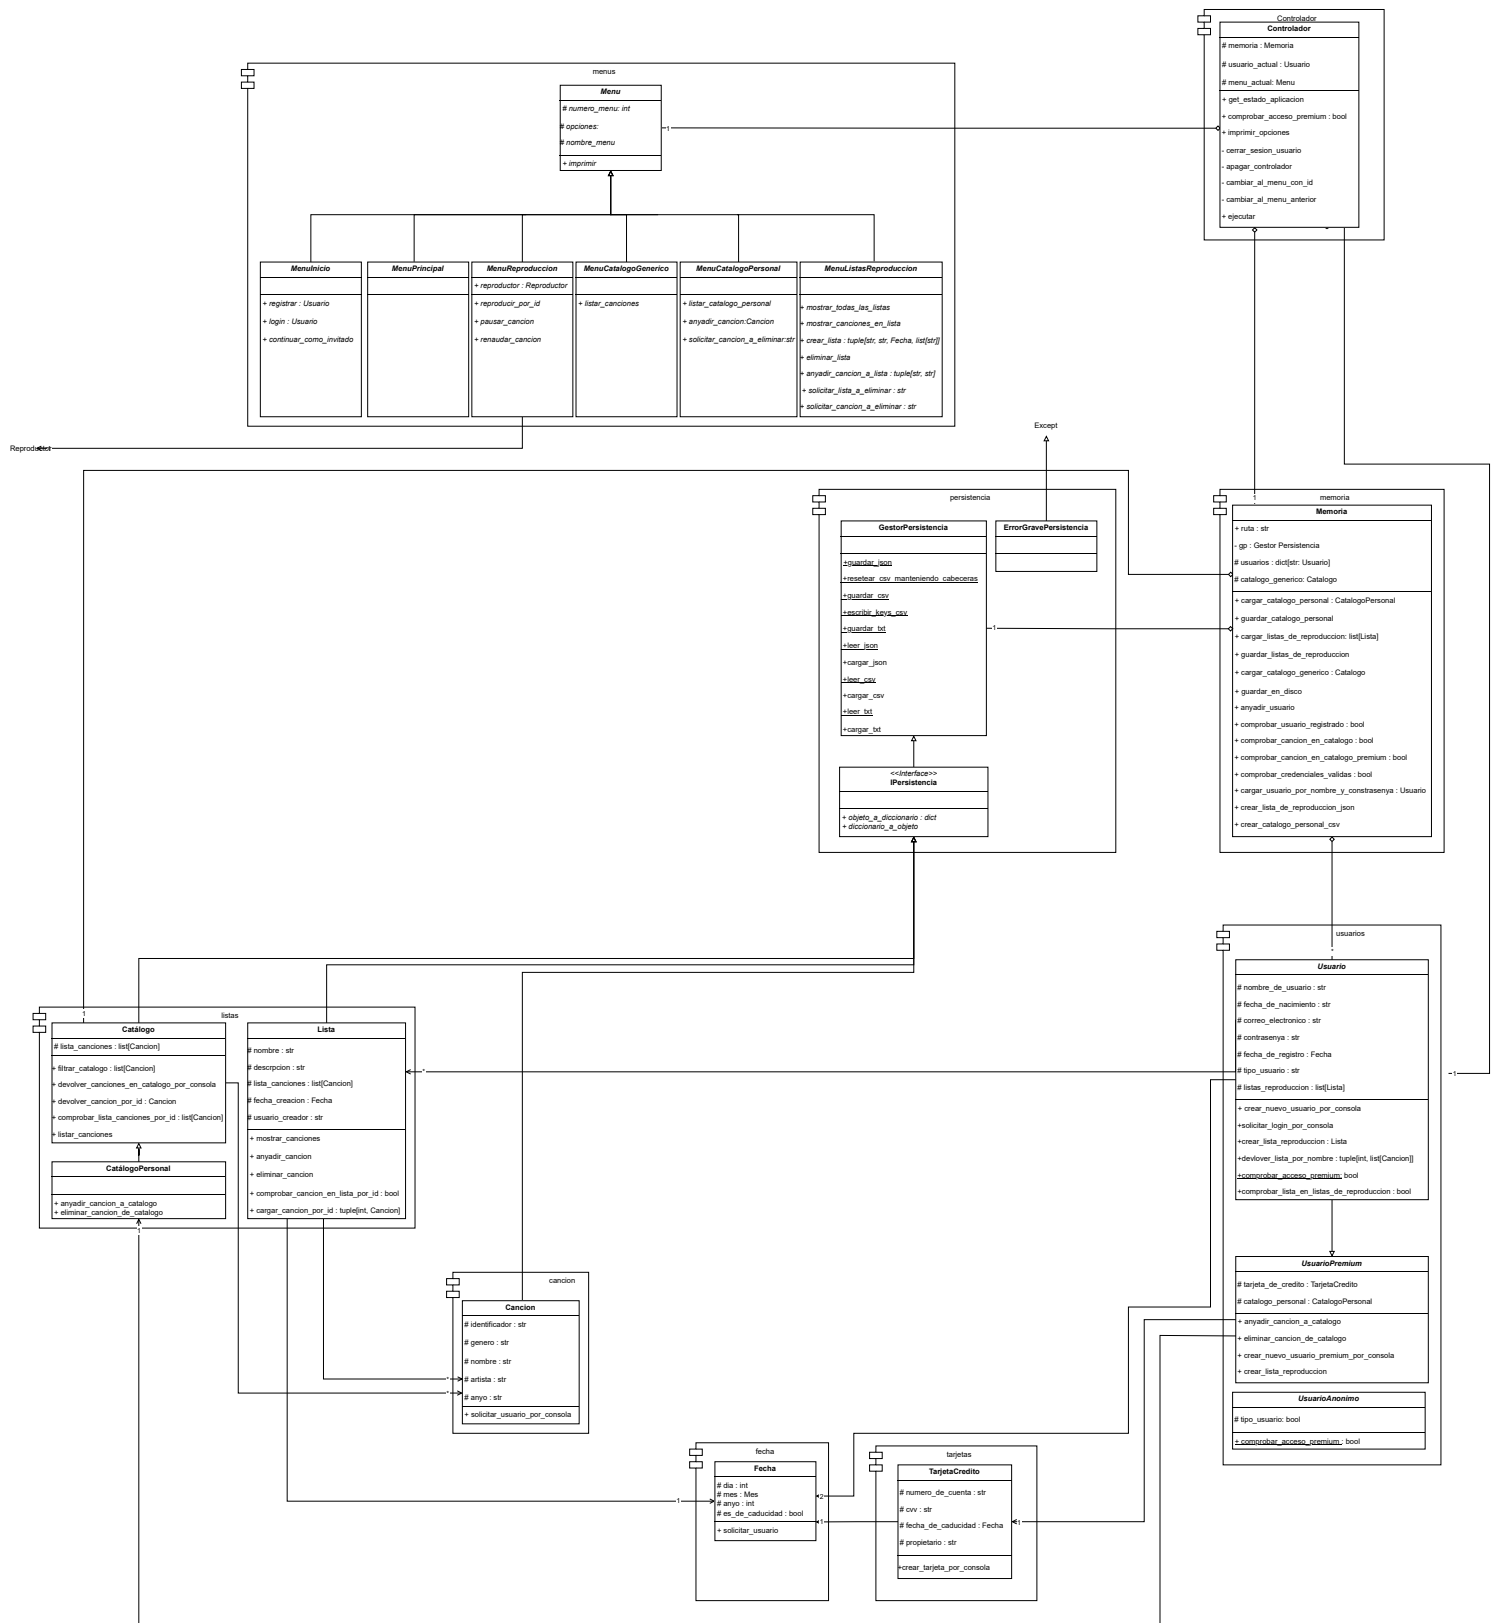 Controlador
Controlador
# memoria : Memoria
# usuario_actual : Usuario
# menu_actual: Menu
+ get_estado_aplicacion
+ comprobar_acceso_premium : bool
+ imprimir_opciones
- cerrar_sesion_usuario
- apagar_controlador
- cambiar_al_menu_con_id
- cambiar_al_menu_anterior
+ ejecutar
menus
Menu
# numero_menu: int
# opciones:
# nombre_menu
+ imprimir
1
MenuInicio
+ registrar : Usuario
+ login : Usuario
+ continuar_como_invitado
MenuPrincipal
MenuReproduccion
+ reproductor : Reproductor
+ reproducir_por_id
+ pausar_cancion
+ renaudar_cancion
MenuCatalogoGenerico
+ listar_canciones
MenuCatalogoPersonal
+ listar_catalogo_personal
+ anyadir_cancion:Cancion
+ solicitar_cancion_a_eliminar:str
MenuListasReproduccion
+ mostrar_todas_las_listas
+ mostrar_canciones_en_lista
+ crear_lista : tuple[str, str, Fecha, list[str]]
+ eliminar_lista
+ anyadir_cancion_a_lista : tuple[str, str]
+ solicitar_lista_a_eliminar : str
+ solicitar_cancion_a_eliminar : str
Reproductor
Except
persistencia
GestorPersistencia
+guardar_json
+resetear_csv_manteniendo_cabeceras
+guardar_csv
+escribir_keys_csv
+guardar_txt
+leer_json
+cargar_json
+leer_csv
+cargar_csv
+leer_txt
+cargar_txt
1
ErrorGravePersistencia
<<Interface>>
IPersistencia
+ objeto_a_diccionario : dict
+ diccionario_a_objeto
1
memoria
Memoria
+ ruta : str
- gp : Gestor Persistencia
# usuarios : dict[str: Usuario]
# catalogo_generico: Catalogo
+ cargar_catalogo_personal : CatalogoPersonal
+ guardar_catalogo_personal
+ cargar_listas_de_reproduccion: list[Lista]
+ guardar_listas_de_reproduccion
+ cargar_catalogo_generico : Catalogo
+ guardar_en_disco
+ anyadir_usuario
+ comprobar_usuario_registrado : bool
+ comprobar_cancion_en_catalogo : bool
+ comprobar_cancion_en_catalogo_premium : bool
+ comprobar_credenciales_validas : bool
+ cargar_usuario_por_nombre_y_constrasenya : Usuario
+ crear_lista_de_reproduccion_json
+ crear_catalogo_personal_csv
usuarios
*
Usuario
# nombre_de_usuario : str
# fecha_de_nacimiento : str
# correo_electronico : str
# contrasenya : str
# fecha_de_registro : Fecha
# tipo_usuario : str
# listas_reproduccion : list[Lista]
+ crear_nuevo_usuario_por_consola
+solicitar_login_por_consola
+crear_lista_reproduccion : Lista
+devlover_lista_por_nombre : tuple[int, list[Cancion]]
+comprobar_acceso_premium: bool
+comprobar_lista_en_listas_de_reproduccion : bool
1
UsuarioPremium
# tarjeta_de_credito : TarjetaCredito
# catalogo_personal : CatalogoPersonal
+ anyadir_cancion_a_catalogo
+ eliminar_cancion_de_catalogo
+ crear_nuevo_usuario_premium_por_consola
+ crear_lista_reproduccion
UsuarioAnonimo
# tipo_usuario: bool
+ comprobar_acceso_premium : bool
1
listas
Catálogo
# lista_canciones : list[Cancion]
+ filtrar_catalogo : list[Cancion]
+ devolver_canciones_en_catalogo_por_consola
+ devolver_cancion_por_id : Cancion
+ comprobar_lista_canciones_por_id : list[Cancion]
+ listar_canciones
CatálogoPersonal
+ anyadir_cancion_a_catalogo
+ eliminar_cancion_de_catalogo
1
Lista
# nombre : str
# descrpcion : str
# lista_canciones : list[Cancion]
# fecha_creacion : Fecha
# usuario_creador : str
+ mostrar_canciones
+ anyadir_cancion
+ eliminar_cancion
+ comprobar_cancion_en_lista_por_id : bool
+ cargar_cancion_por_id : tuple[int, Cancion]
*
cancion
Cancion
# identificador : str
# genero : str
# nombre : str
# artista : str
# anyo : str
+ solicitar_usuario_por_consola
*
*
fecha
Fecha
# dia : int
# mes : Mes
# anyo : int
# es_de_caducidad : bool
+ solicitar_usuario
1
2
1
tarjetas
TarjetaCredito
# numero_de_cuenta : str
# cvv : str
# fecha_de_caducidad : Fecha
# propietario : str
+crear_tarjeta_por_consola
1